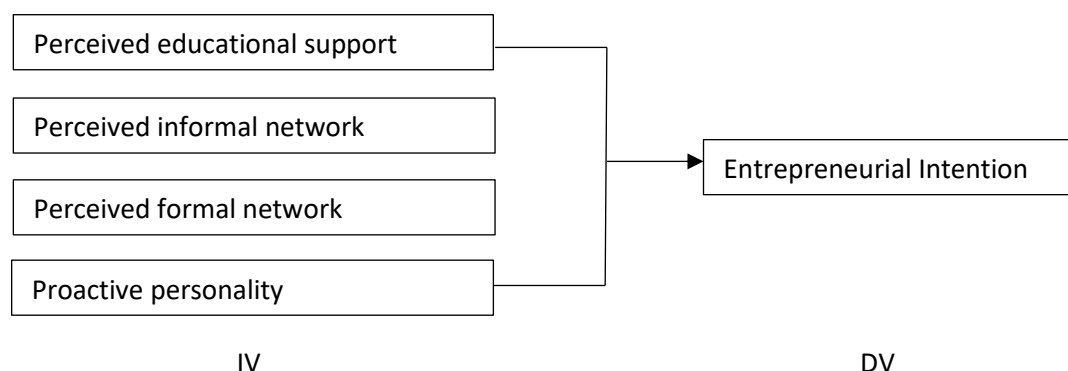 Perceived educational support
Perceived informal network
Perceived formal network
Proactive personality
Entrepreneurial Intention
IV
DV